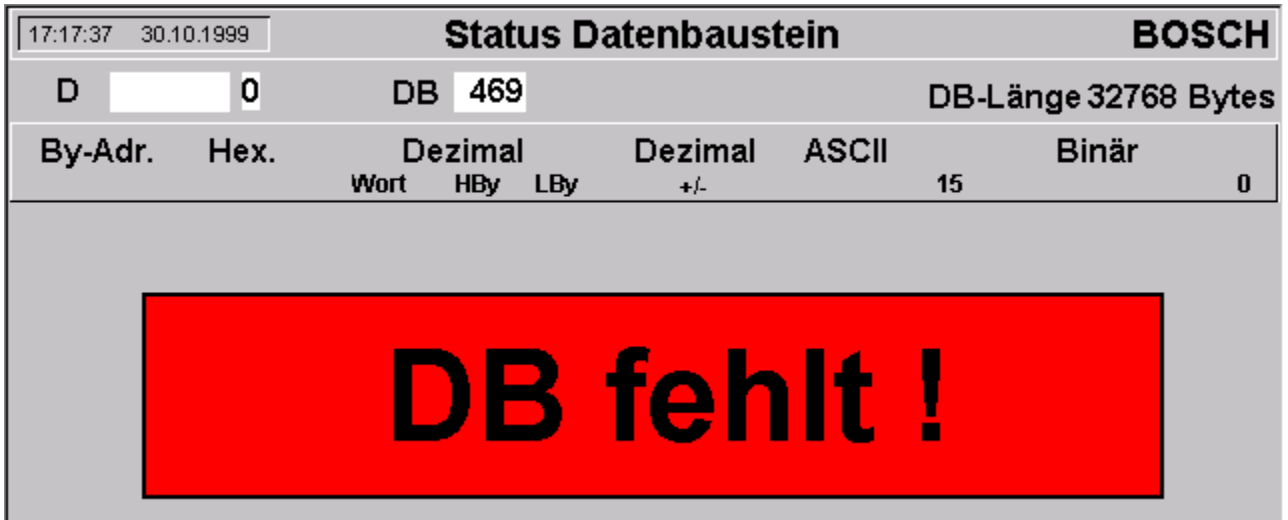 17:17:37 30.10.1999 Status Datenbaustein BOSCH
D 0 DB 469 DB-Länge 32768 Bytes
By-Adr. Hex. Dezimal Dezimal ASCII Binär
Wort HBy LBy +/- 15 0
DB fehlt !